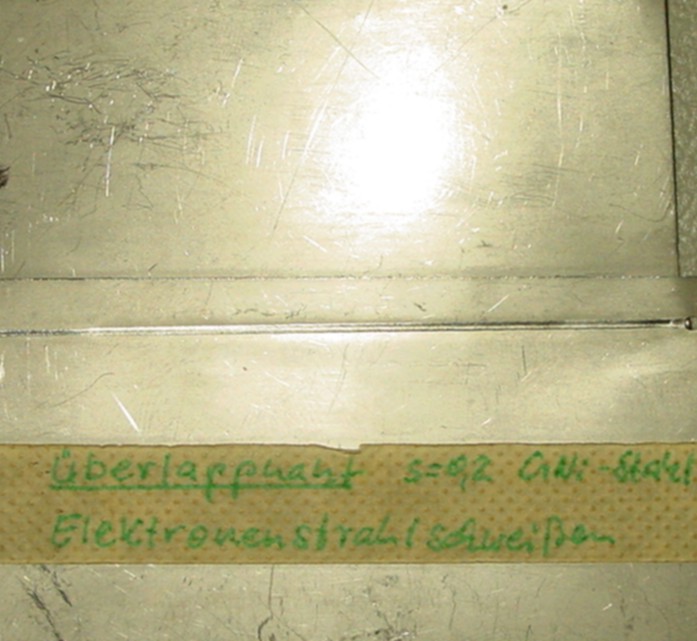 Überlappnaht s=0,2 CrNi-Stahl
Elektronenstrahlschweißen